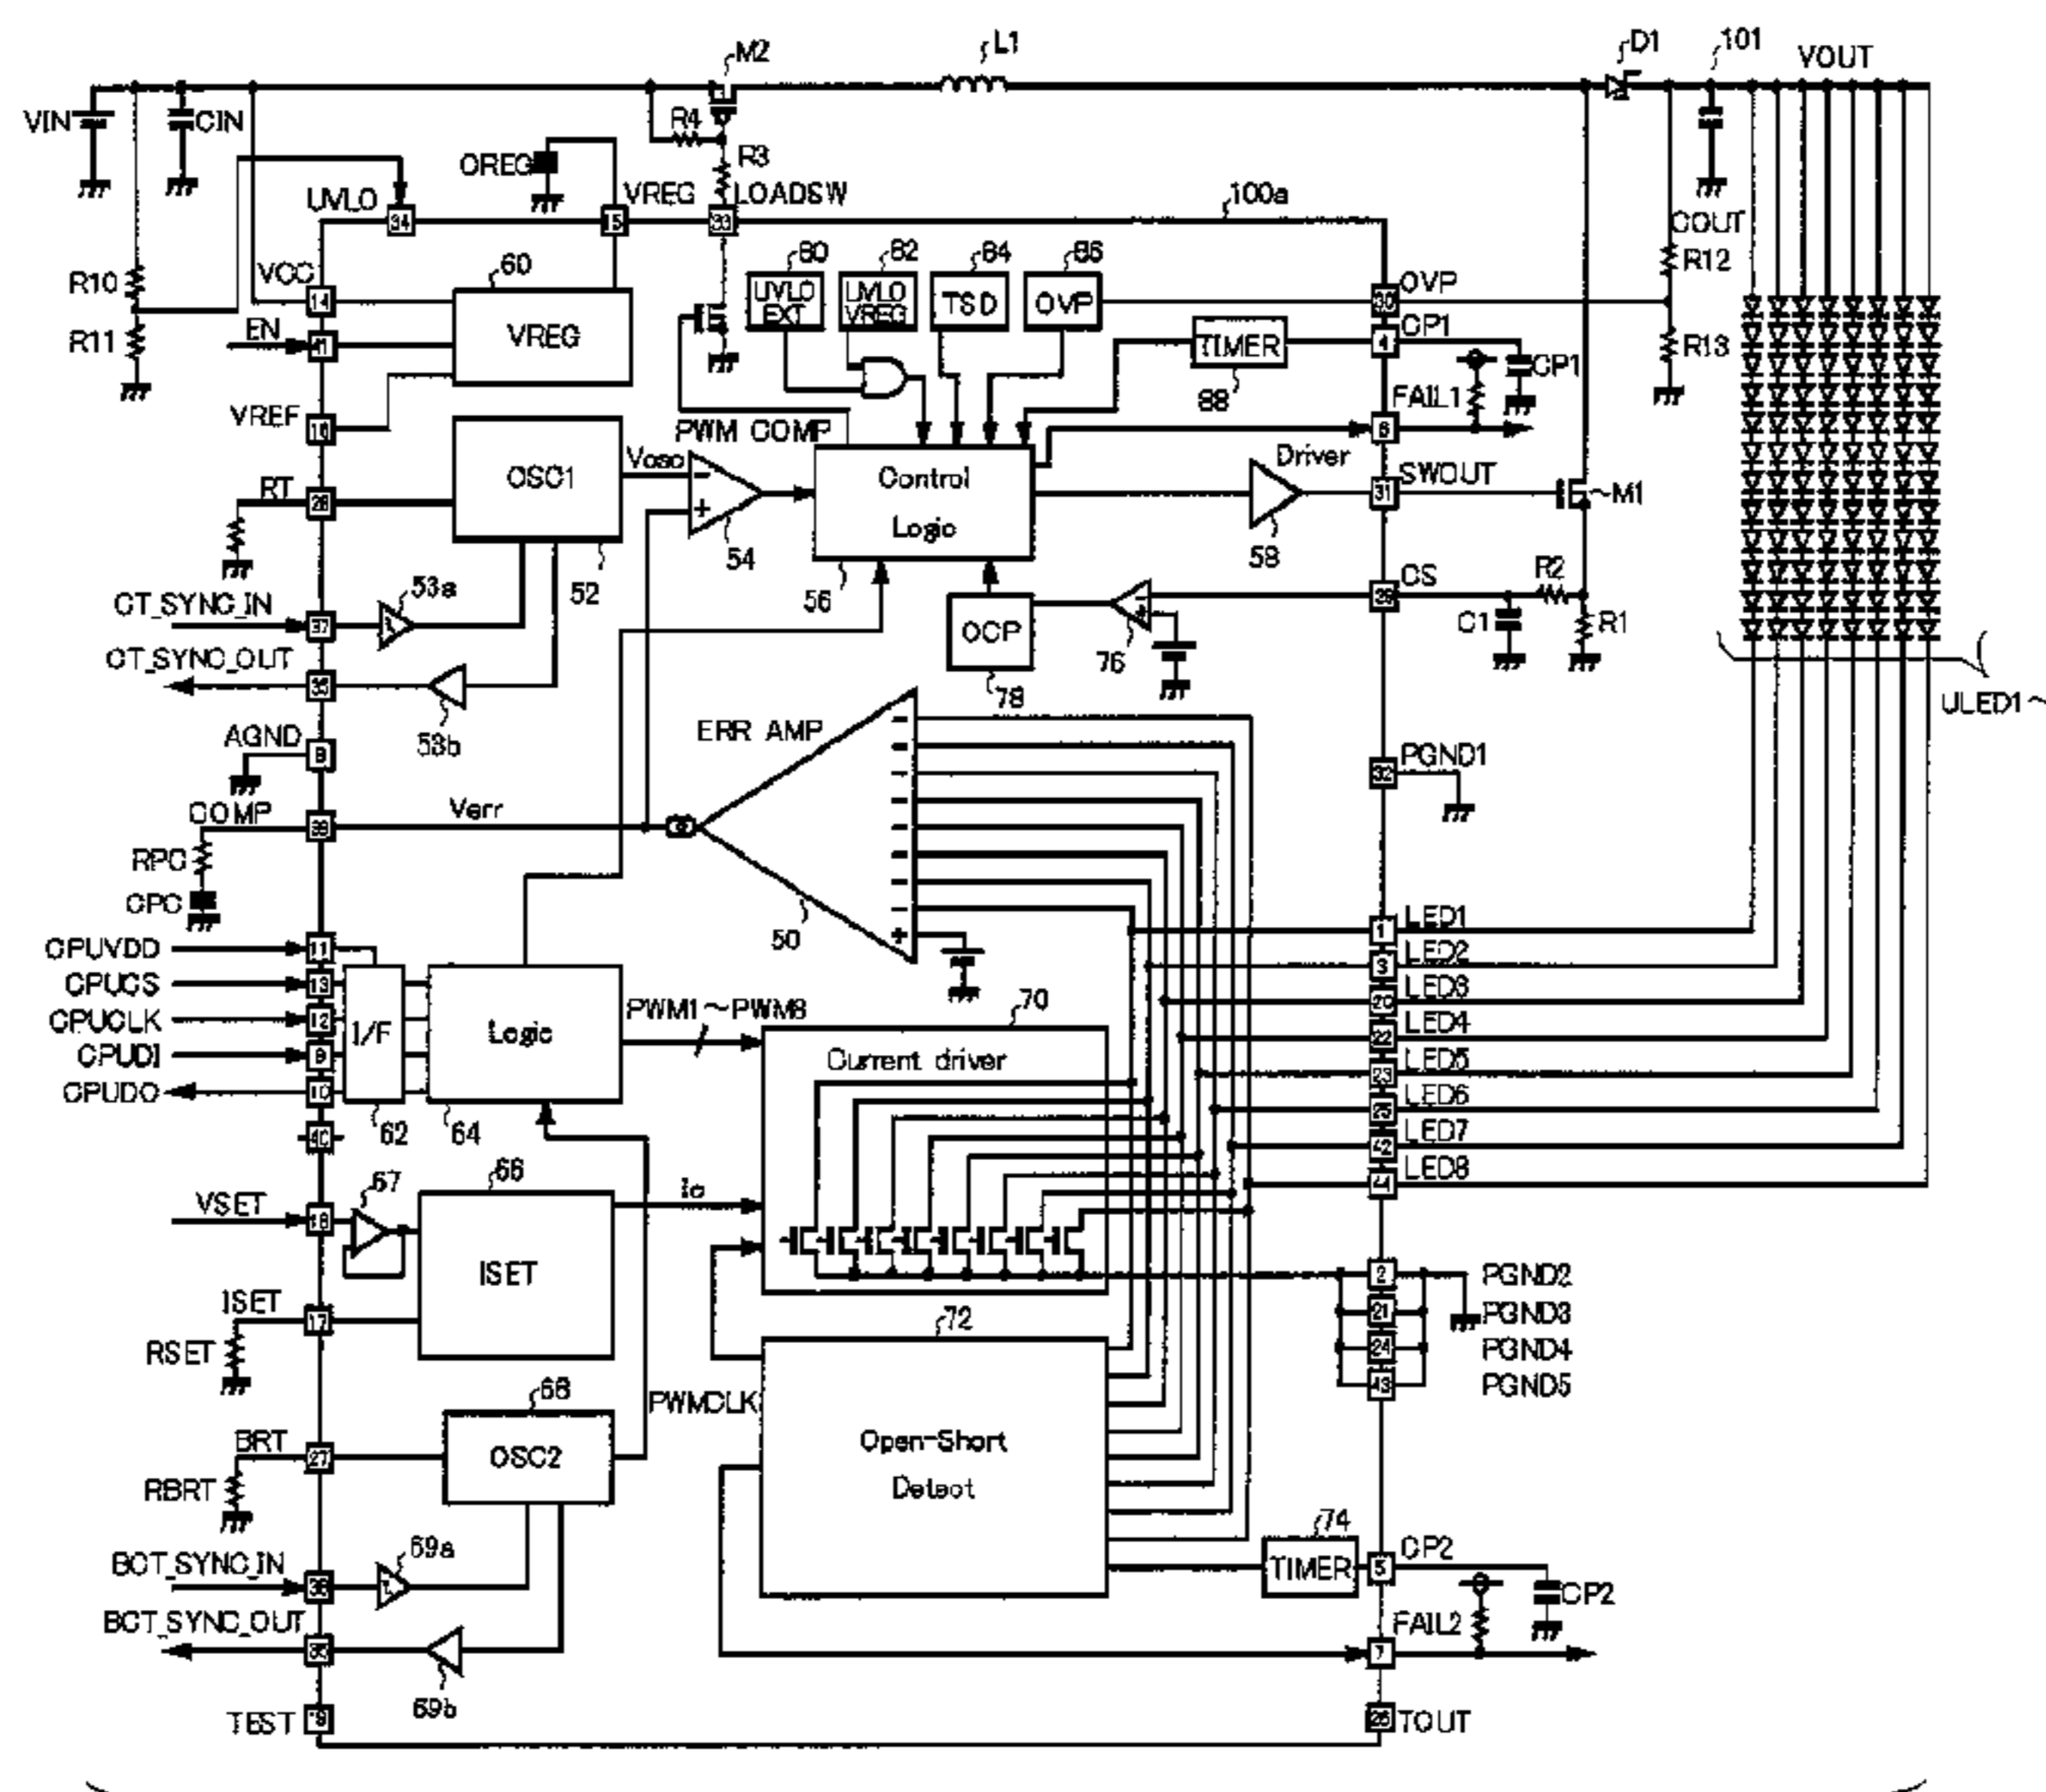 M2
L1
D1
101
VOUT
VIN
CIN
R4
CREG
R3
UVLO
34
VREG
15
LOADSW
33
100a
COUT
R10
VCC
14
60
80
82
84
86
R12
UVLO EXT
UVLO VREG
TSD
OVP
OVP
30
EN
R11
VREG
TIMER
88
4
CP1
CP1
R13
VREF
16
PWM COMP
FAIL1
6
OSC1
Vosc
Control Logic
Driver
SWOUT
31
M1
RT
28
54
58
52
56
CS
29
R2
CT_SYNC_IN
37
53a
OCP
76
C1
R1
CT_SYNC_OUT
53b
78
ULED1~
AGND
8
ERR AMP
PGND1
32
COMP
Verr
RPC
CPC
50
LED1
1
CPUVDD
11
LED2
3
CPUCS
13
LED3
20
CPUCLK
12
I/F
Logic
PWM1~PWM8
70
LED4
22
CPUDI
9
Current driver
LED5
23
CPUDO
10
LED6
25
62
64
40
LED7
42
LED8
44
VSET
18
67
66
Ic
ISET
2
PGND2
ISET
17
21
PGND3
72
RSET
24
PGND4
43
PGND5
68
PWMCLK
BRT
27
OSC2
Open-Short Detect
RBRT
74
BCT_SYNC_IN
69a
TIMER
5
CP2
CP2
BCT_SYNC_OUT
FAIL2
7
69b
TEST
19
26
TOUT